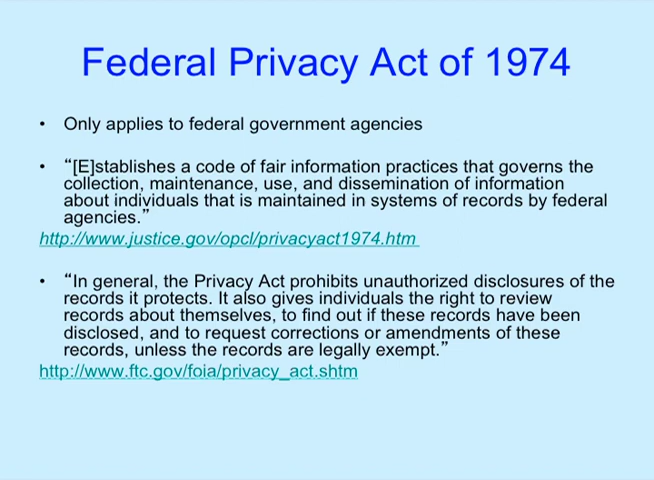 Federal Privacy Act of 1974
• Only applies to federal government agencies
• “[E]stablishes a code of fair information practices that governs the
collection, maintenance, use, and dissemination of information
about individuals that is maintained in systems of records by federal
agencies.”
http://www.justice.gov/opcl/privacyact1974.htm
• “In general, the Privacy Act prohibits unauthorized disclosures of the
records it protects. It also gives individuals the right to review
records about themselves, to find out if these records have been
disclosed, and to request corrections or amendments of these
records, unless the records are legally exempt.”
http://www.ftc.gov/foia/privacy_act.shtm